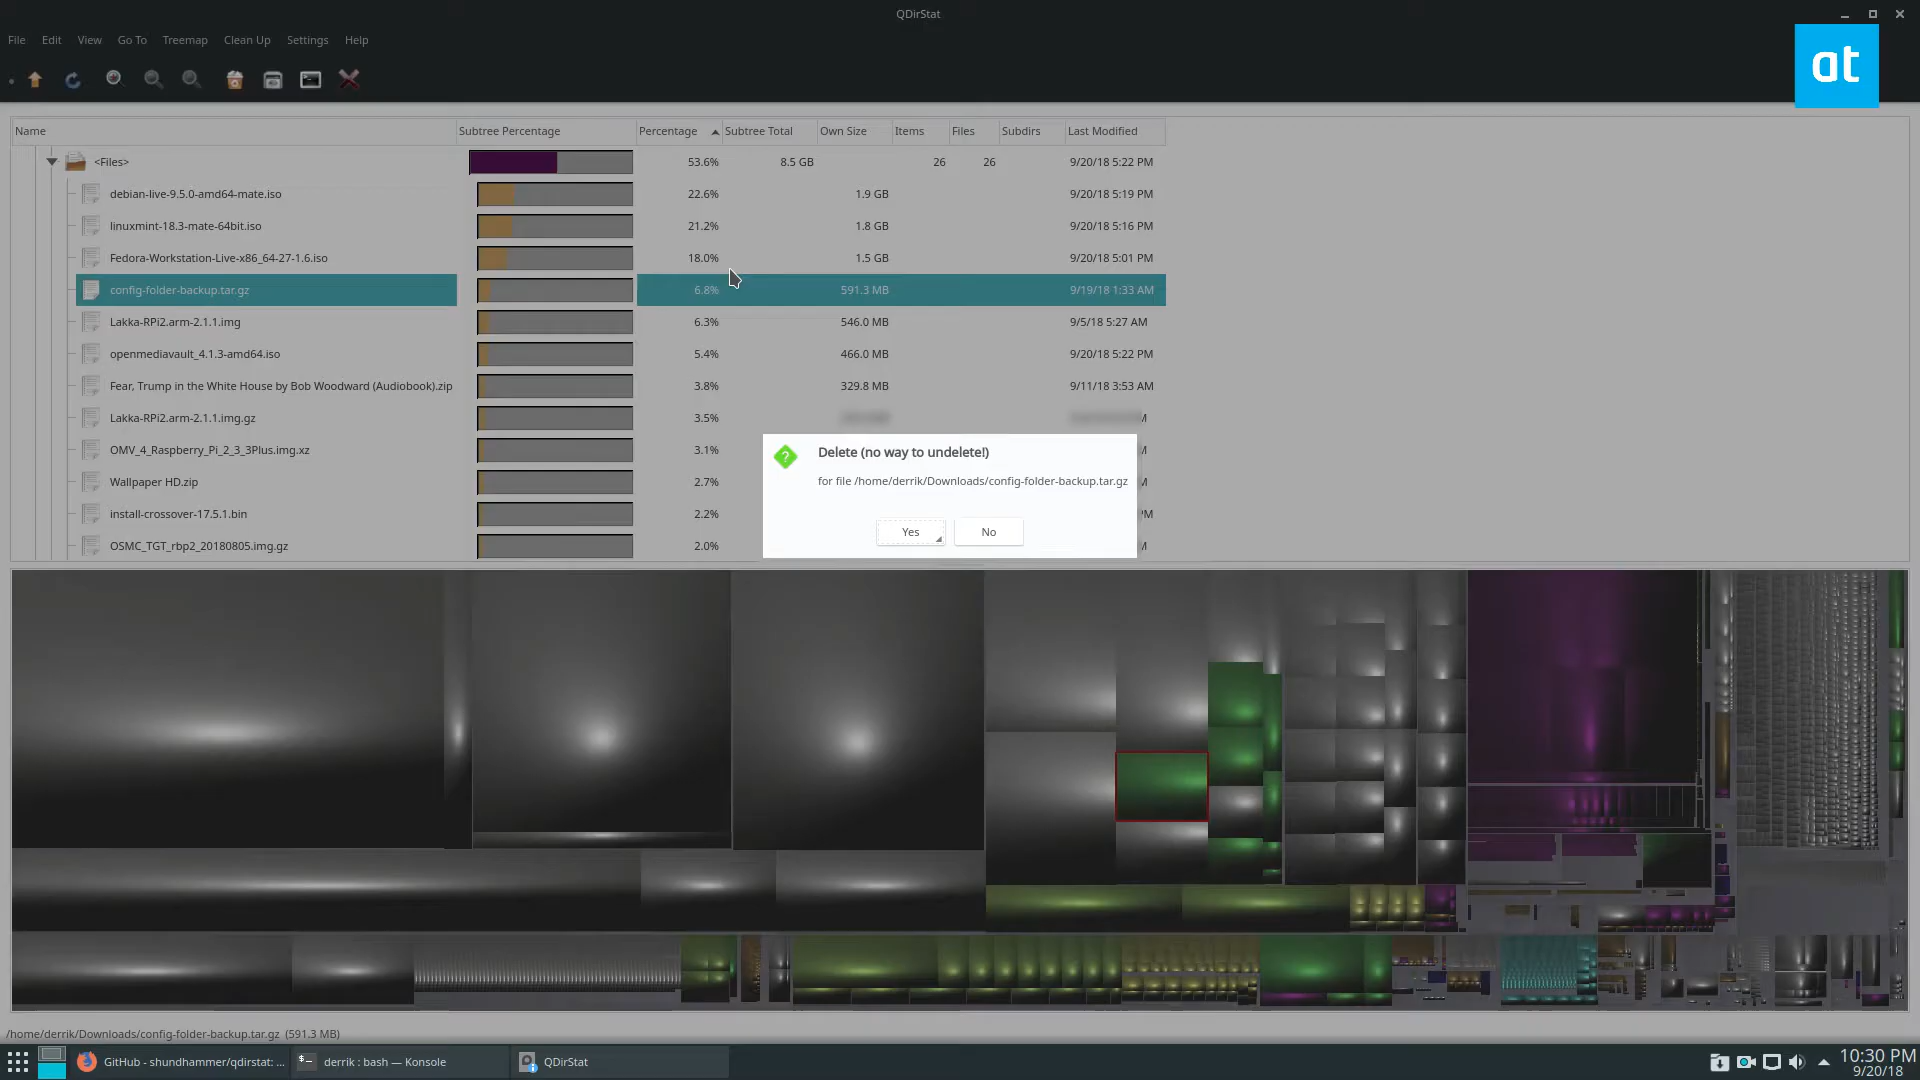 QDirStat
File Edit View Go To Treemap Clean Up Settings Help
at
Name Subtree Percentage Percentage Subtree Total Own Size Items Files Subdirs Last Modified
<Files> 53.6% 8.5 GB 26 26 9/20/18 5:22 PM
debian-live-9.5.0-amd64-mate.iso 22.6% 1.9 GB 9/20/18 5:19 PM
linuxmint-18.3-mate-64bit.iso 21.2% 1.8 GB 9/20/18 5:16 PM
Fedora-Workstation-Live-x86_64-27-1.6.iso 18.0% 1.5 GB 9/20/18 5:01 PM
config-folder-backup.tar.gz 6.8% 591.3 MB 9/19/18 1:33 AM
Lakka-RPi2.arm-2.1.1.img 6.3% 546.0 MB 9/5/18 5:27 AM
openmediavault_4.1.3-amd64.iso 5.4% 466.0 MB 9/20/18 5:22 PM
Fear, Trump in the White House by Bob Woodward (Audiobook).zip 3.8% 329.8 MB 9/11/18 3:53 AM
Lakka-RPi2.arm-2.1.1.img.gz 3.5%
OMV_4_Raspberry_Pi_2_3_3Plus.img.xz 3.1%
Wallpaper HD.zip 2.7%
install-crossover-17.5.1.bin 2.2%
OSMC_TGT_rbp2_20180805.img.gz 2.0%
Delete (no way to undelete!)
for file /home/derrik/Downloads/config-folder-backup.tar.gz
Yes No
/home/derrik/Downloads/config-folder-backup.tar.gz (591.3 MB)
GitHub - shundhammer/qdirstat: ... derrik : bash — Konsole QDirStat
10:30 PM
9/20/18